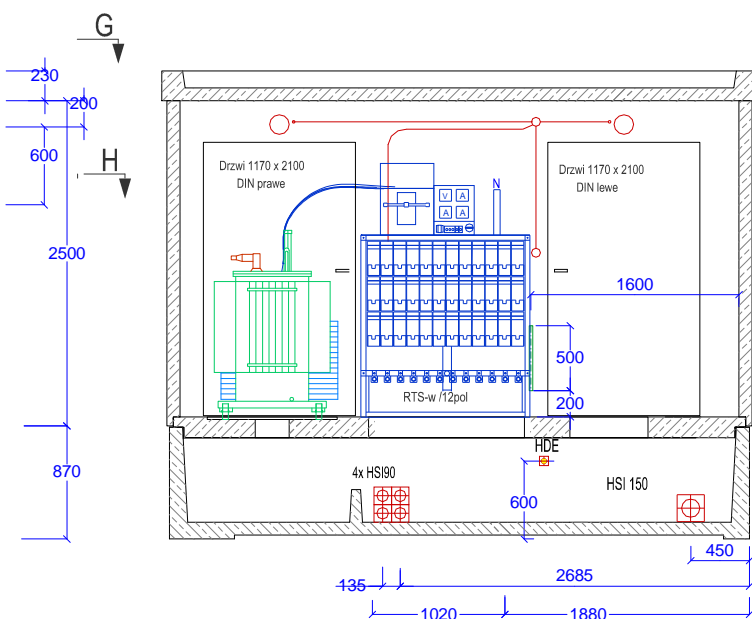 G
230
200
600
H
Drzwi 1170 x 2100
DIN prawe
V A
A A
N
Drzwi 1170 x 2100
DIN lewe
2500
1600
500
200
RTS-w /12pol
870
HDE
4x HSI90
600
HSI 150
450
135
2685
1020
1880